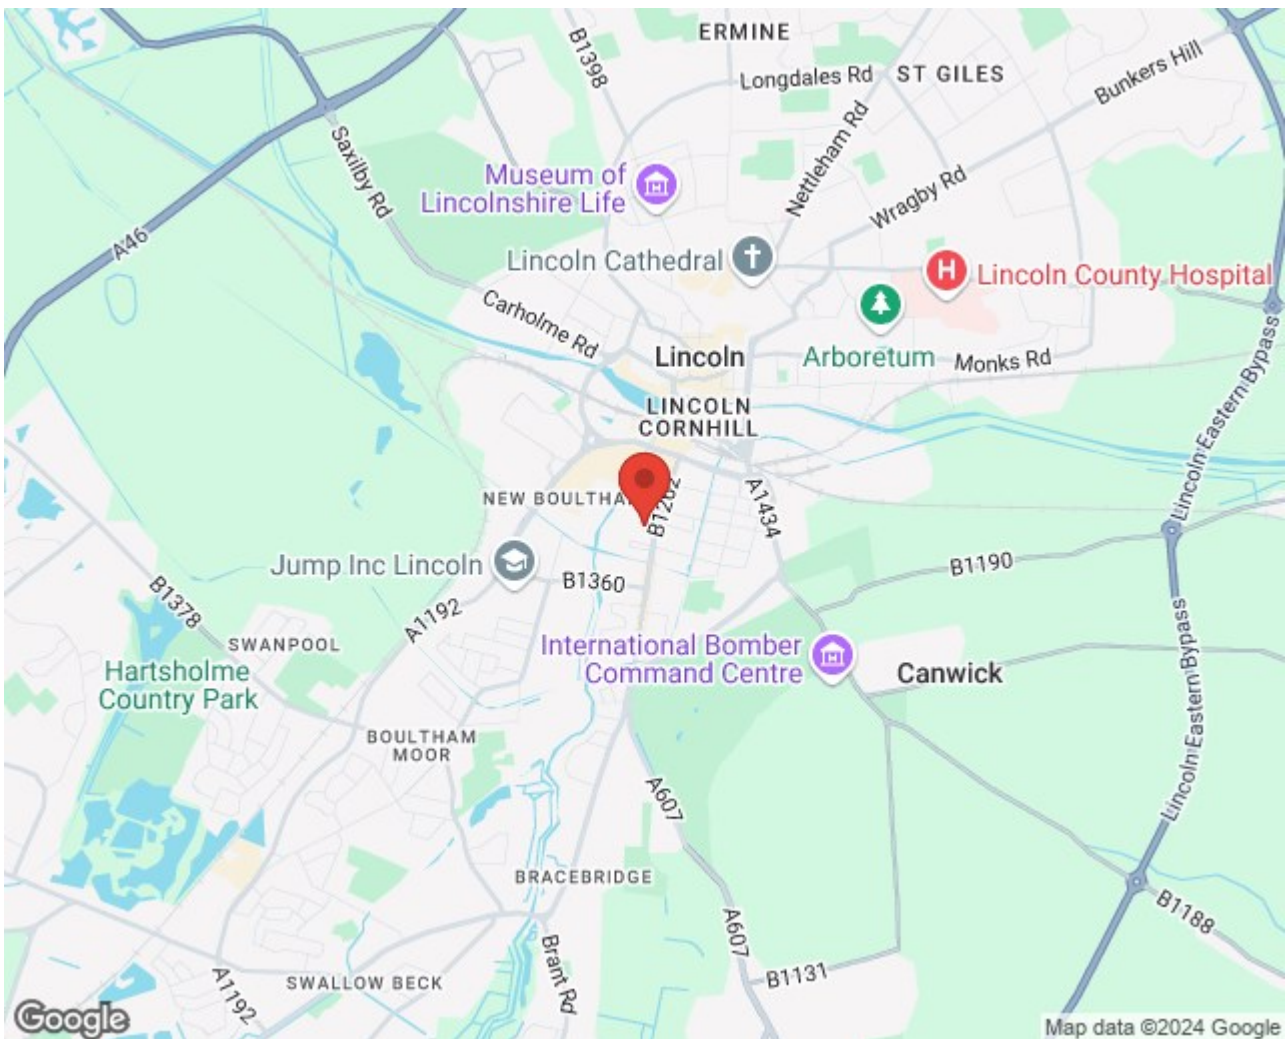 ERMINE
B1398
Longdales Rd
ST GILES
Bunkers Hill
Saxilby Rd
Museum of
Lincolnshire Life
Nettleham Rd
Wragby Rd
A46
Lincoln Cathedral
Lincoln County Hospital
Carholme Rd
Lincoln
Arboretum
Monks Rd
Lincoln Eastern Bypass
LINCOLN
CORNHILL
NEW BOULTHA
B1262
A1434
Jump Inc Lincoln
B1360
B1190
B1378
A1192
SWANPOOL
International Bomber
Command Centre
Canwick
Hartsholme
Country Park
Lincoln Eastern Bypass
BOULTHAM
MOOR
A607
BRACEBRIDGE
B1188
A607
Brant Rd
B1131
A1192
SWALLOW BECK
Google
Map data ©2024 Google